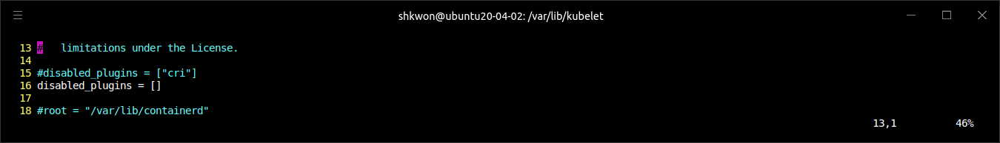 shkwon@ubuntu20-04-02: /var/lib/kubelet
13 #   limitations under the License.
14
15 #disabled_plugins = ["cri"]
16 disabled_plugins = []
17
18 #root = "/var/lib/containerd"
13,1 46%